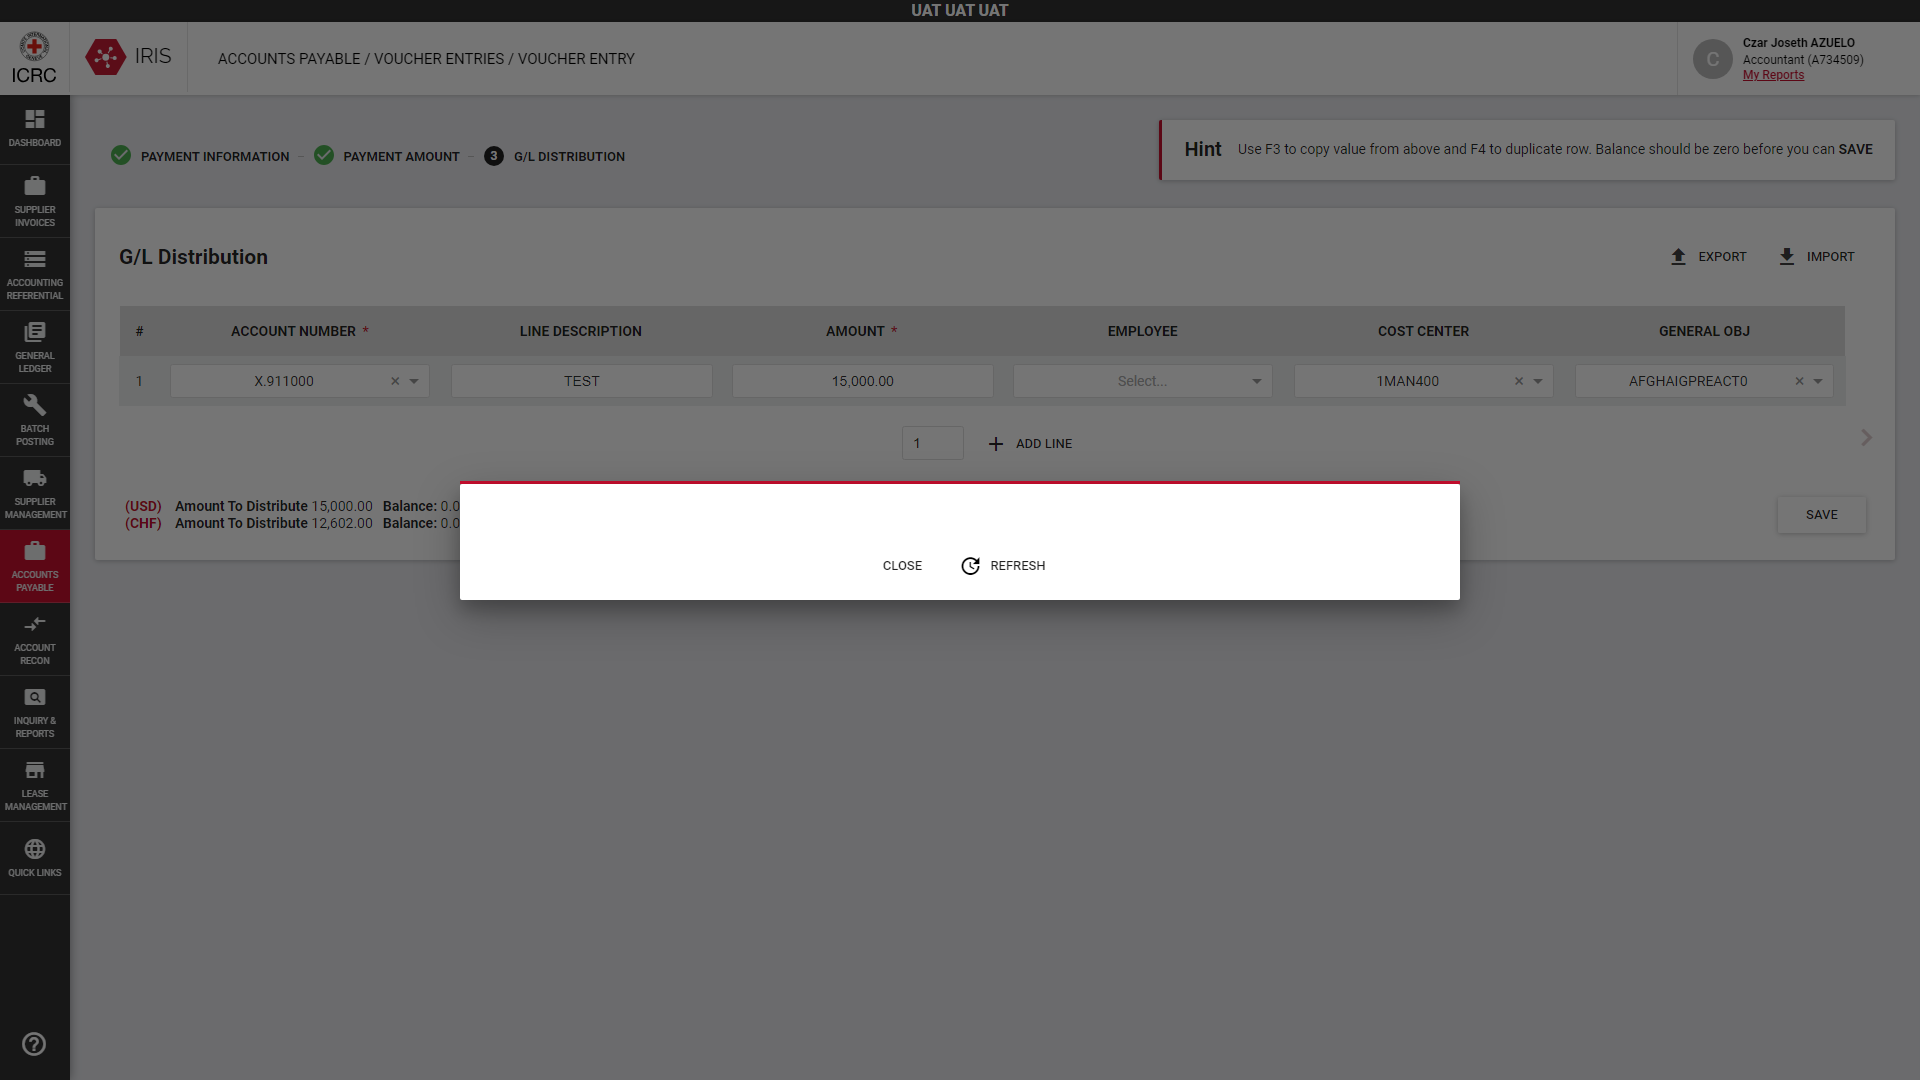 UAT UAT UAT
ICRC
IRIS
ACCOUNTS PAYABLE / VOUCHER ENTRIES / VOUCHER ENTRY
C
Czar Joseth AZUELO
Accountant (A734509)
My Reports
DASHBOARD
SUPPLIER
INVOICES
ACCOUNTING
REFERENTIAL
GENERAL
LEDGER
BATCH
POSTING
SUPPLIER
MANAGEMENT
ACCOUNTS
PAYABLE
ACCOUNT
RECON
INQUIRY &
REPORTS
LEASE
MANAGEMENT
QUICK LINKS
PAYMENT INFORMATION
PAYMENT AMOUNT
3 G/L DISTRIBUTION
Hint Use F3 to copy value from above and F4 to duplicate row. Balance should be zero before you can SAVE
G/L Distribution
EXPORT IMPORT
# ACCOUNT NUMBER * LINE DESCRIPTION AMOUNT * EMPLOYEE COST CENTER GENERAL OBJ
1 X.911000 TEST 15,000.00 Select... 1MAN400 AFGHAIGPREACT0
1 ADD LINE
(USD) Amount To Distribute 15,000.00 Balance: 0.0
(CHF) Amount To Distribute 12,602.00 Balance: 0.0
SAVE
CLOSE REFRESH